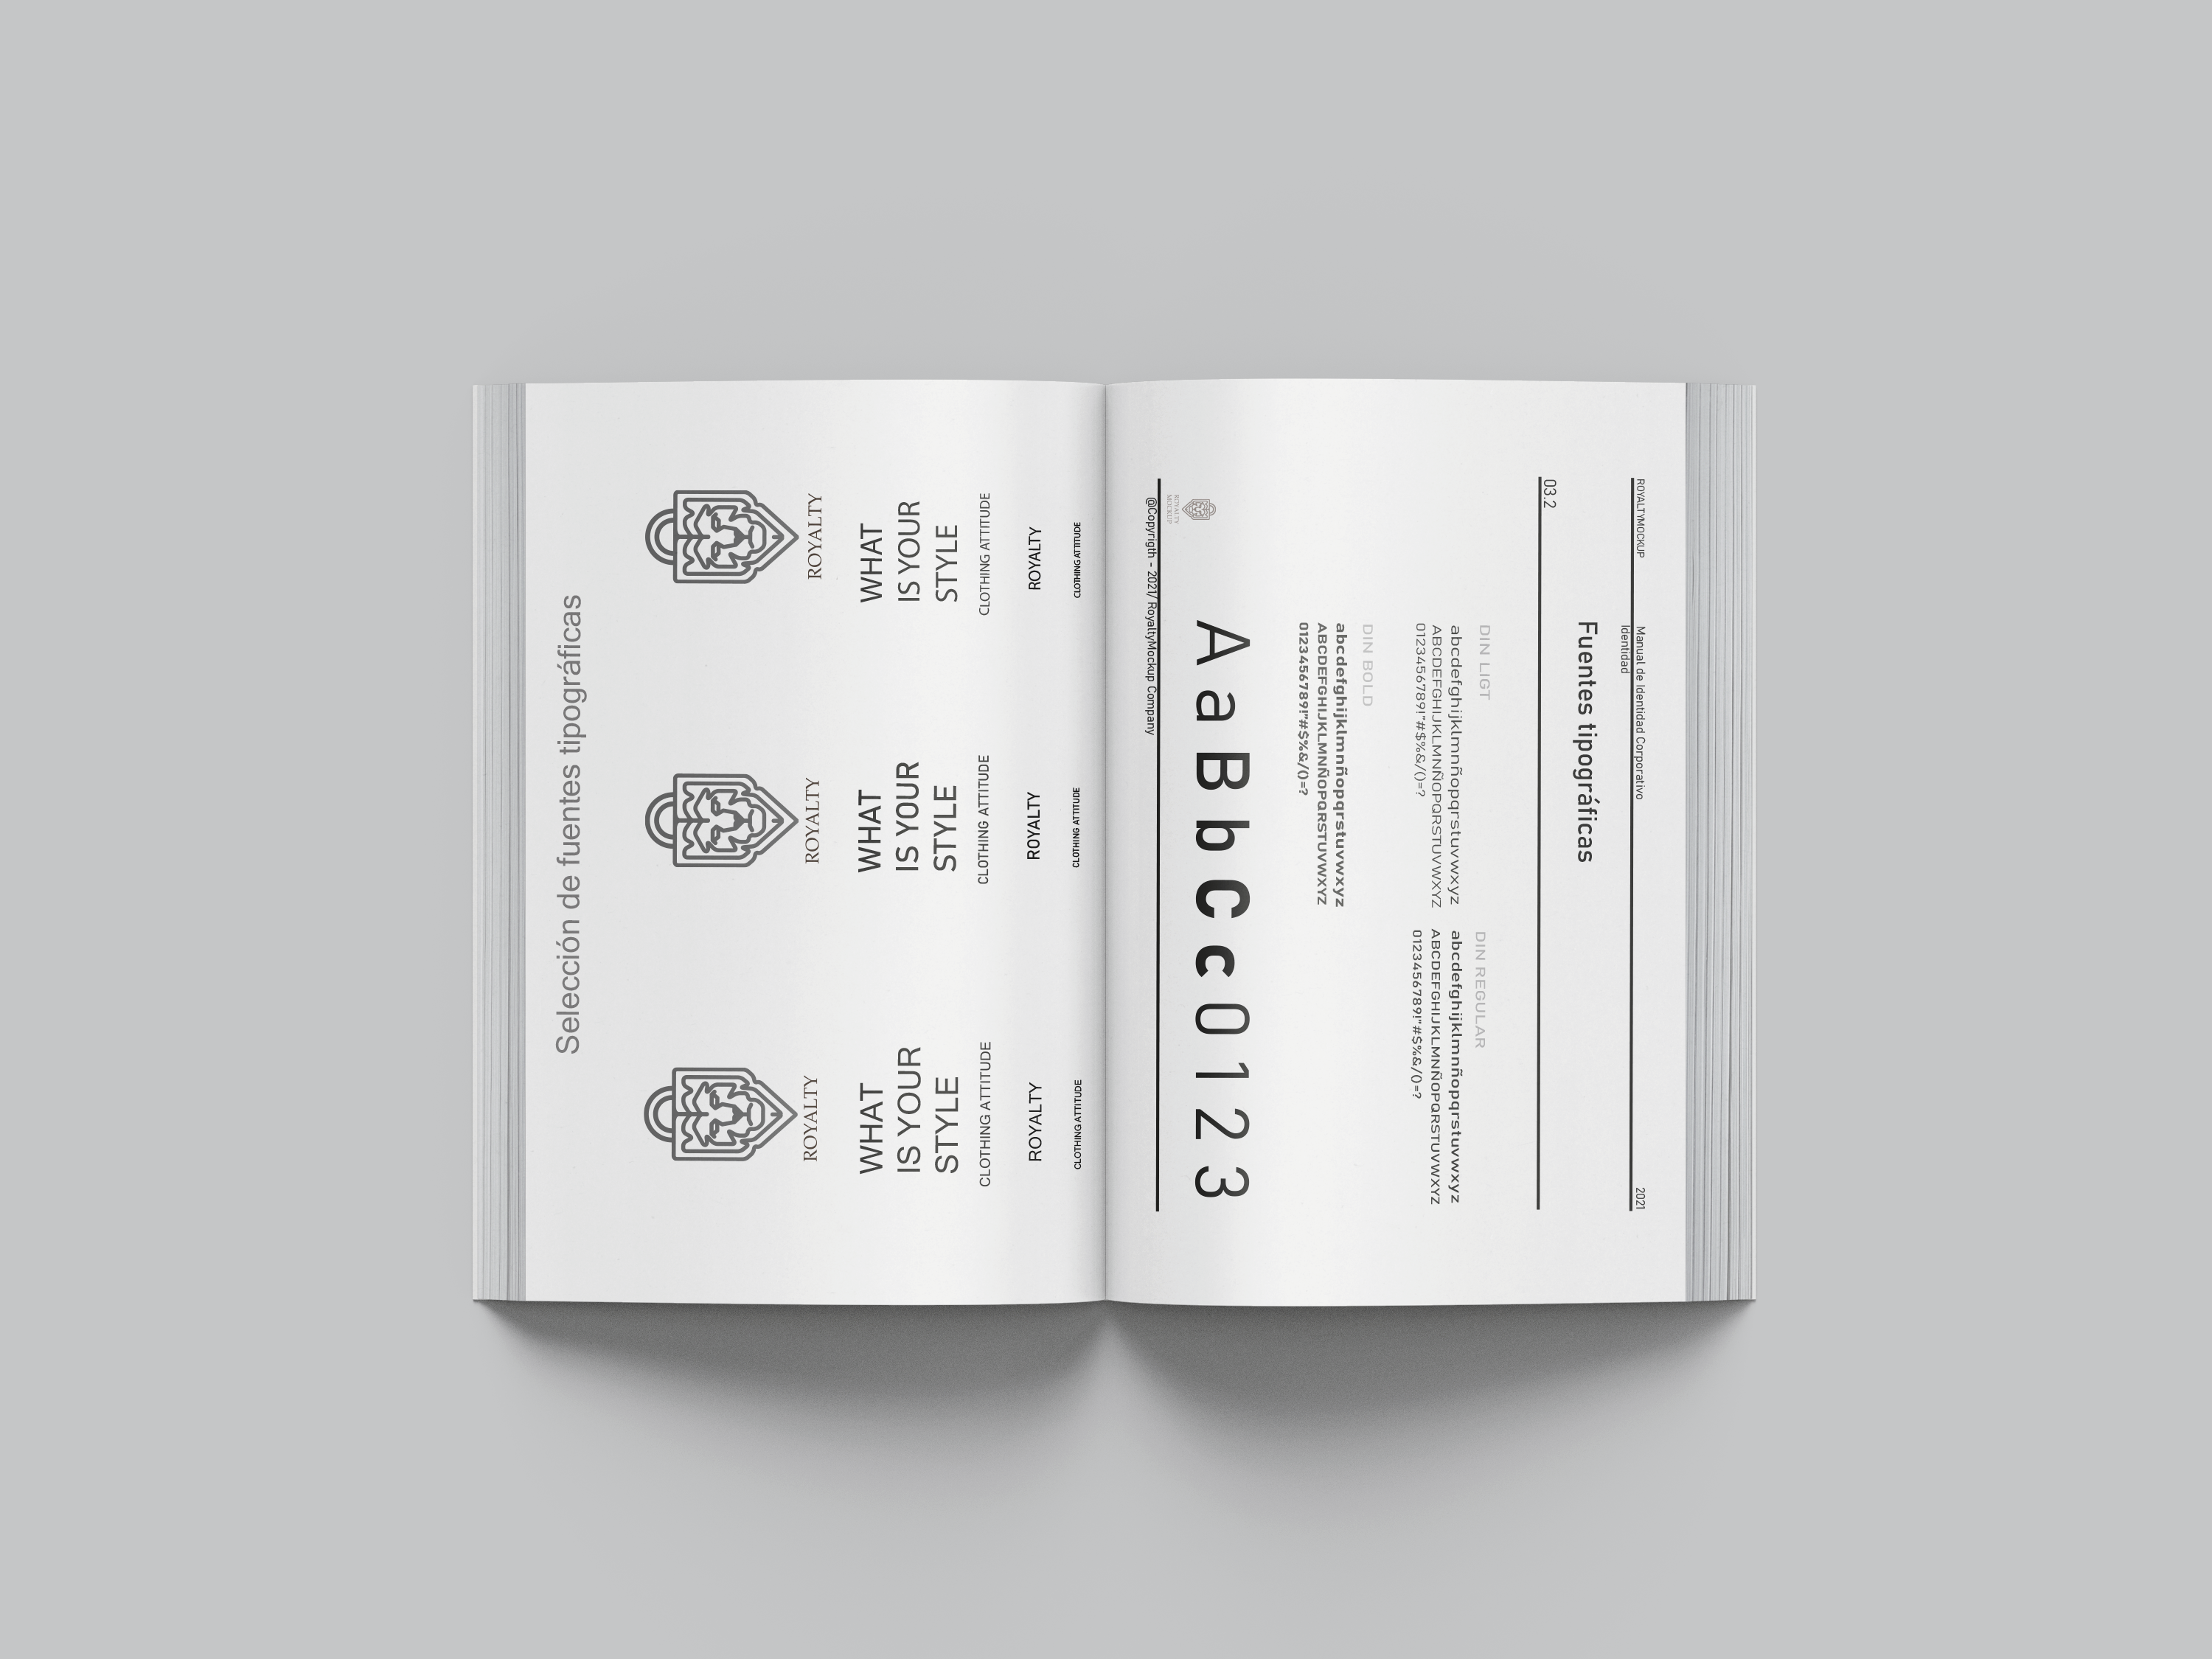 Selección de fuentes tipográficas
ROYALTY
WHAT
IS YOUR
STYLE
CLOTHING ATTITUDE
ROYALTY
CLOTHING ATTITUDE
ROYALTY
WHAT
IS YOUR
STYLE
CLOTHING ATTITUDE
ROYALTY
CLOTHING ATTITUDE
ROYALTY
WHAT
IS YOUR
STYLE
CLOTHING ATTITUDE
ROYALTY
CLOTHING ATTITUDE
ROYALTYMOCKUP
Manual de Identidad Corporativo
Identidad
2021
Fuentes tipográficas
03.2
DIN LIGT
abcdefghijklmnñopqrstuvwxyz
ABCDEFGHIJKLMNÑOPQRSTUVWXYZ
0123456789!"#$%&/()=?
DIN REGULAR
abcdefghijklmnñopqrstuvwxyz
ABCDEFGHIJKLMNÑOPQRSTUVWXYZ
0123456789!"#$%&/()=?
DIN BOLD
abcdefghijklmnñopqrstuvwxyz
ABCDEFGHIJKLMNÑOPQRSTUVWXYZ
0123456789!"#$%&/()=?
AaBbCc0123
ROYALTY
MOCKUP
@Copyrigth - 2021/ RoyaltyMockup Company